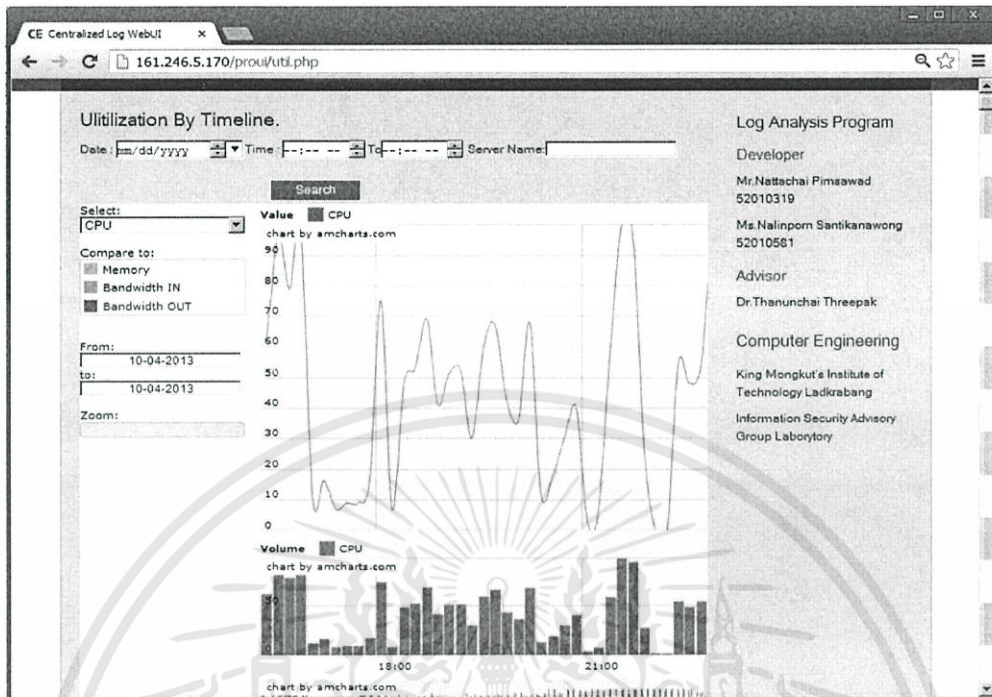 CE Centralized Log WebUI ×
161.246.5.170/proui/util.php
Ulitilization By Timeline.
Date : mm/dd/yyyy Time : --:-- -- To --:-- -- Server Name:
Search
Select:
CPU
Compare to:
Memory
Bandwidth IN
Bandwidth OUT
From:
10-04-2013
to:
10-04-2013
Zoom:
Value CPU
chart by amcharts.com
90
80
70
60
50
40
30
20
10
0
Volume CPU
chart by amcharts.com
0
18:00 21:00
chart by amcharts.com
Log Analysis Program
Developer
Mr.Nattachai Pimsawad
52010319
Ms.Nalinporn Santikanawong
52010581
Advisor
Dr.Thanunchai Threepak
Computer Engineering
King Mongkut's Institute of
Technology Ladkrabang
Information Security Advisory
Group Laborytory